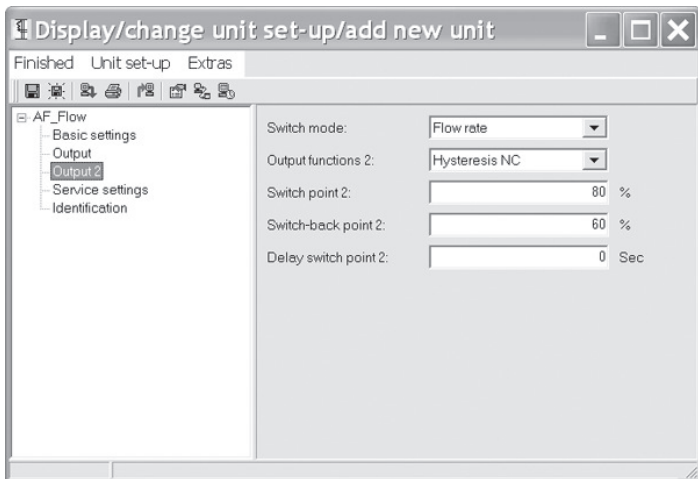 Display/change unit set-up/add new unit
Finished Unit set-up Extras
AF_Flow
Basic settings
Output
Output 2
Service settings
Identification
Switch mode: Flow rate
Output functions 2: Hysteresis NC
Switch point 2: 80 %
Switch-back point 2: 60 %
Delay switch point 2: 0 Sec